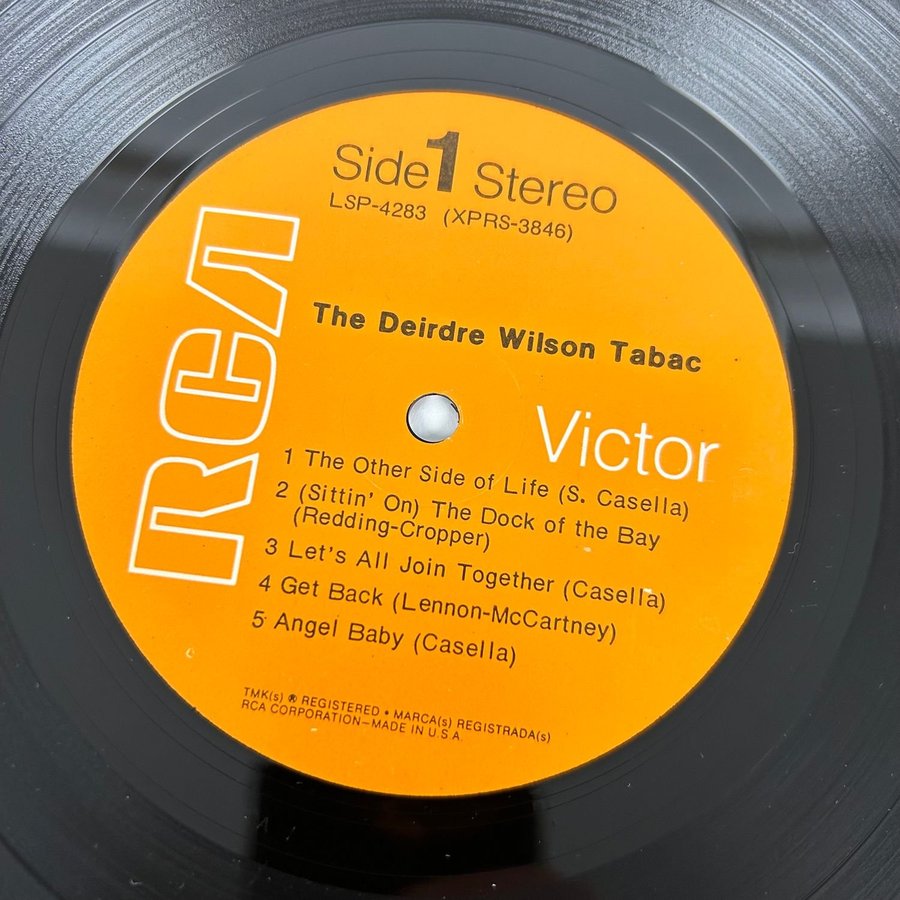 Side 1 Stereo
LSP-4283 (XPRS-3846)
RCA
The Deirdre Wilson Tabac
Victor
1 The Other Side of Life (S. Casella)
2 (Sittin' On) The Dock of the Bay
(Redding-Cropper)
3 Let's All Join Together (Casella)
4 Get Back (Lennon-McCartney)
5 Angel Baby (Casella)
TMK(s) ® REGISTERED • MARCA(s) REGISTRADA(s)
RCA CORPORATION—MADE IN U.S.A.